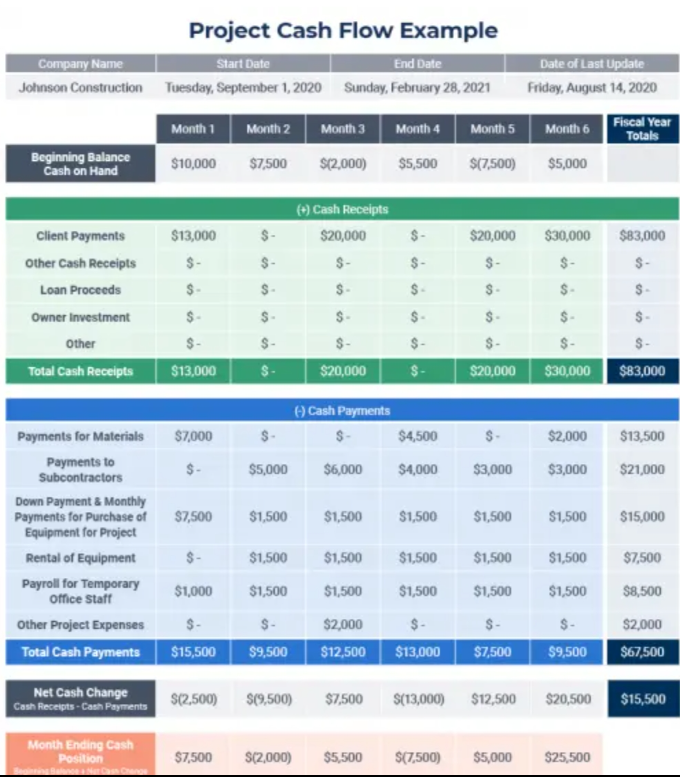 Project Cash Flow Example
Company Name Start Date End Date Date of Last Update
Johnson Construction Tuesday, September 1, 2020 Sunday, February 28, 2021 Friday, August 14, 2020
Month 1 Month 2 Month 3 Month 4 Month 5 Month 6 Fiscal Year
Totals
Beginning Balance
Cash on Hand $10,000 $7,500 $(2,000) $5,500 $(7,500) $5,000
(+) Cash Receipts
Client Payments $13,000 $- $20,000 $- $20,000 $30,000 $83,000
Other Cash Receipts $- $- $- $- $- $- $-
Loan Proceeds $- $- $- $- $- $- $-
Owner Investment $- $- $- $- $- $- $-
Other $- $- $- $- $- $- $-
Total Cash Receipts $13,000 $- $20,000 $- $20,000 $30,000 $83,000
(-) Cash Payments
Payments for Materials $7,000 $- $- $4,500 $- $2,000 $13,500
Payments to
Subcontractors $- $5,000 $6,000 $4,000 $3,000 $3,000 $21,000
Down Payment & Monthly
Payments for Purchase of
Equipment for Project $7,500 $1,500 $1,500 $1,500 $1,500 $1,500 $15,000
Rental of Equipment $- $1,500 $1,500 $1,500 $1,500 $1,500 $7,500
Payroll for Temporary
Office Staff $1,000 $1,500 $1,500 $1,500 $1,500 $1,500 $8,500
Other Project Expenses $- $- $2,000 $- $- $- $2,000
Total Cash Payments $15,500 $9,500 $12,500 $13,000 $7,500 $9,500 $67,500
Net Cash Change
Cash Receipts - Cash Payments $(2,500) $(9,500) $7,500 $(13,000) $12,500 $20,500 $15,500
Month Ending Cash
Position $7,500 $(2,000) $5,500 $(7,500) $5,000 $25,500
Beginning Balance + Net Cash Change